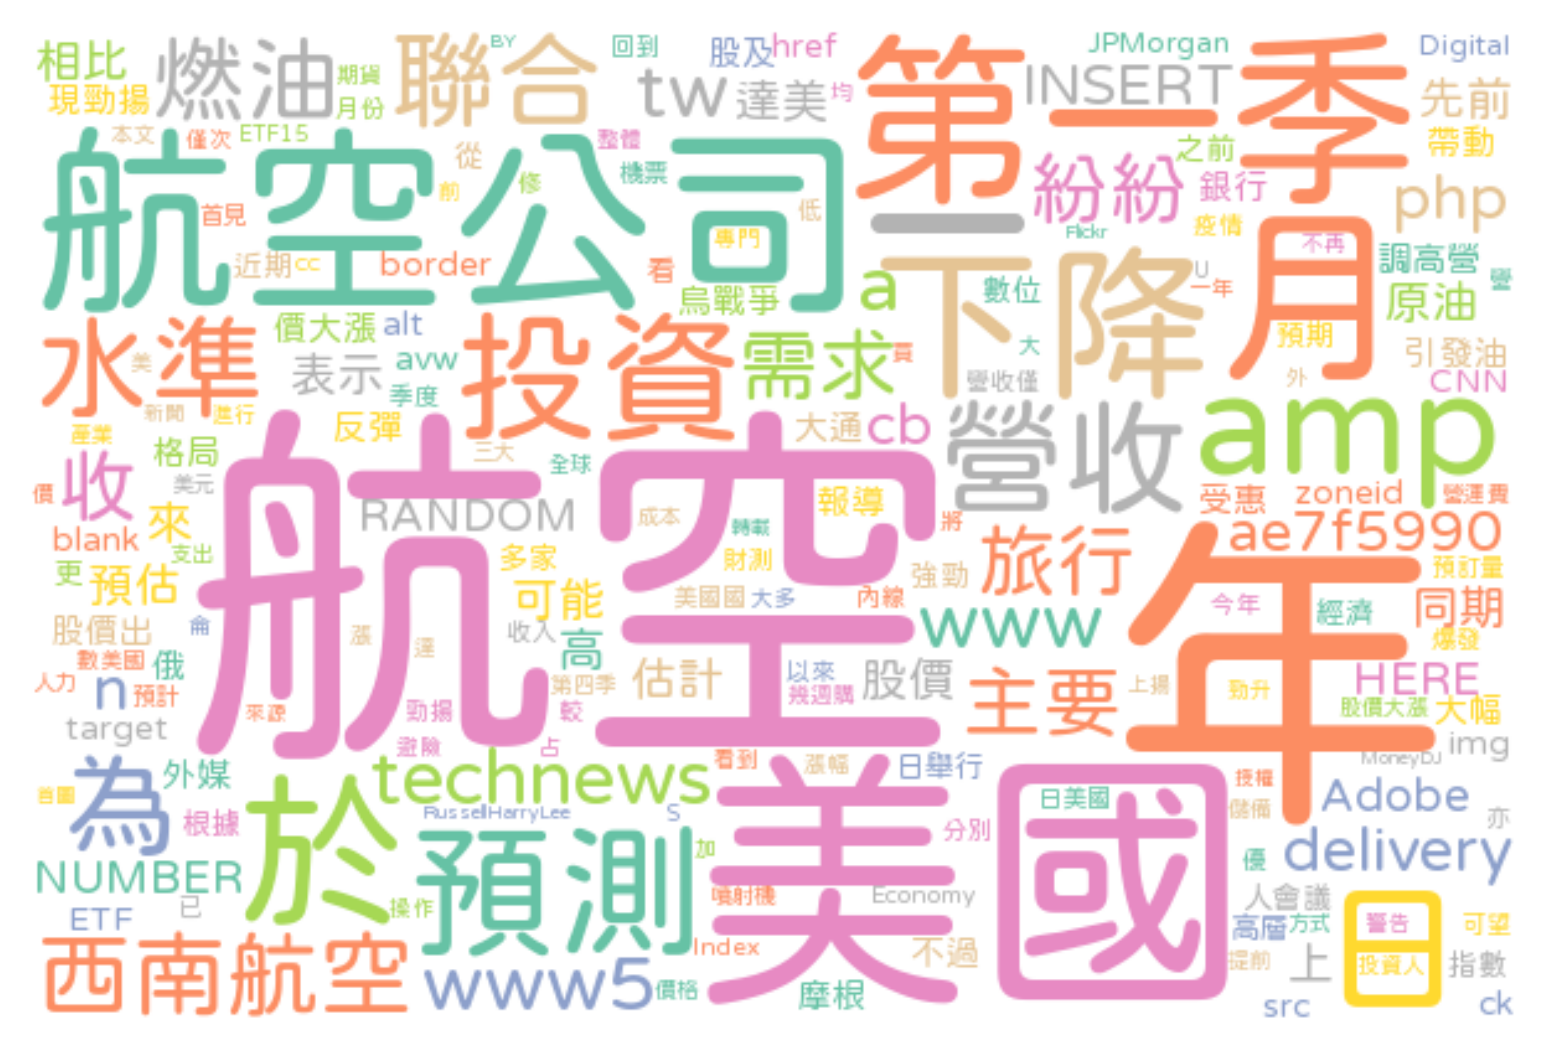 相比 燃油 期貨 聯合 BY 回到 股及 href JPMorgan Digital
現勁揚 月份 tw 達美 均 第一季 INSERT 先前
本文 僅次 ETF15 從 整體 機票 之前 帶動
航空公司 前 修 低 紛紛 銀行 php
首見 專門 Flickr 疫情 不再 調高營
近期 cc border 看 烏戰爭 a 下降 數位 U 一年 月 原油 營
水準 價大漲 alt 投資 需求 買 大 預期 引發油
美 表示 avw 季度 營收僅 外 CNN
新聞 進行 反彈 大通 cb 營收 amp
產業 格局 三大 全球
價 收 美元 航空 RANDOM 成本 轉載 報導 將 受惠 zoneid 營運費
blank 來 支出 多家 財測 旅行 ae7f5990
更 預估 可能 美國國 大多 內線 強勁 年 預訂量
股價出 侖 漲 達 收入 高 www 今年 經濟 同期
數美國 俄 估計 以來 股價 爆發
人力 n 預計 第四季 幾週購 主要 上揚 勁升 HERE
target 來源 勁揚 較 股價大漲 大幅
避險 占 img
為 外媒 technews 看到 漲幅 日舉行 MoneyDJ
首圖 RussellHarryLee S 美國 日美國 授權 Adobe
根據 於 預測 加 分別 儲備 亦
NUMBER 優 delivery
ETF 已 操作 噴射機 Economy 人會議 日
高層 方式 警告 可望
西南航空 Index 不過 提前 上 投資人 指數
www5 價格 摩根 src ck